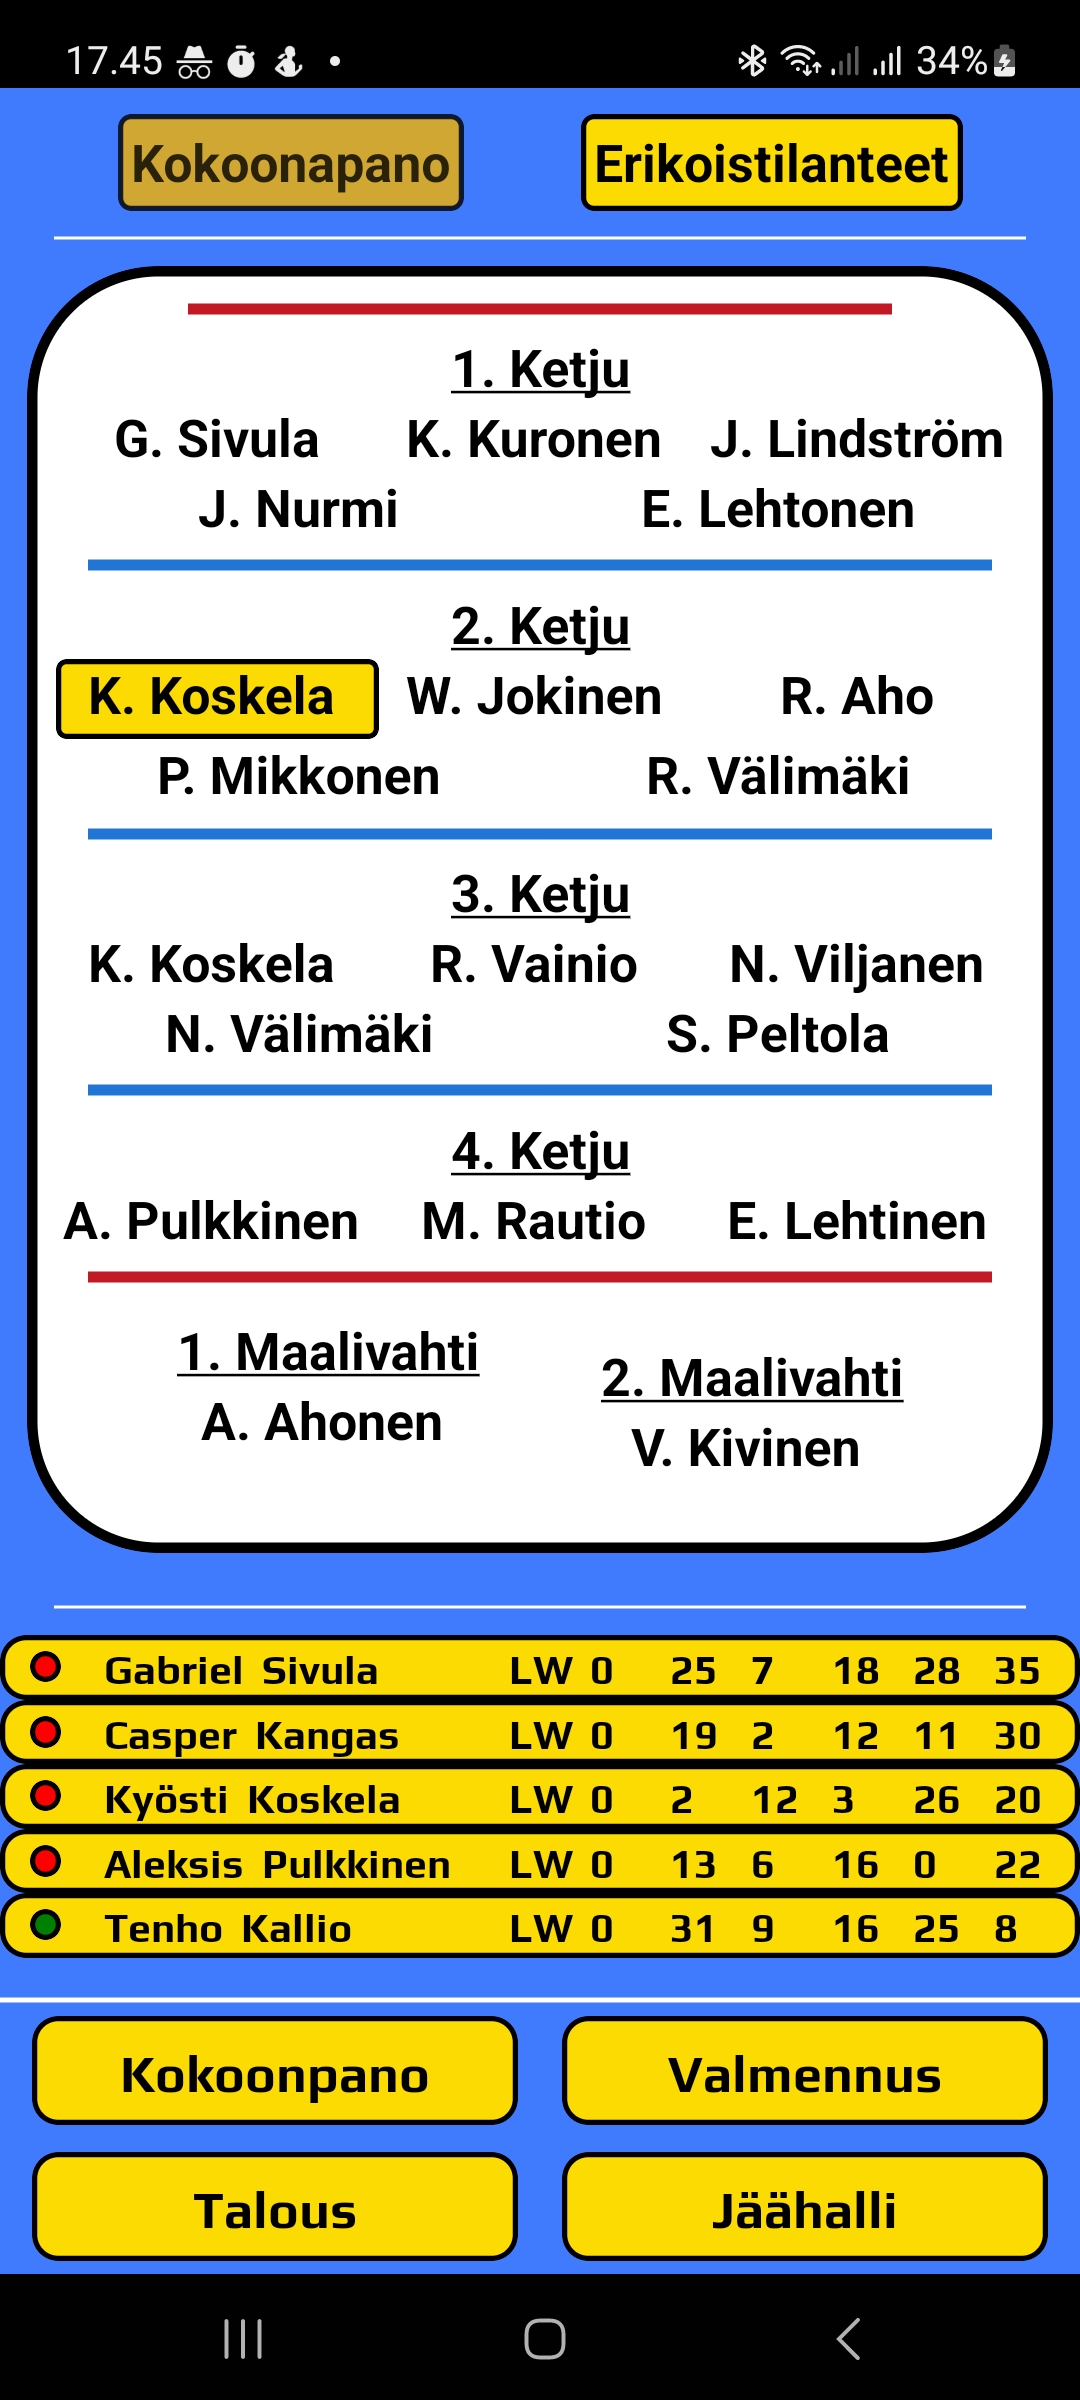 17.45 34%
Kokoonapano Erikoistilanteet
1. Ketju
G. Sivula K. Kuronen J. Lindström
J. Nurmi E. Lehtonen
2. Ketju
K. Koskela W. Jokinen R. Aho
P. Mikkonen R. Välimäki
3. Ketju
K. Koskela R. Vainio N. Viljanen
N. Välimäki S. Peltola
4. Ketju
A. Pulkkinen M. Rautio E. Lehtinen
1. Maalivahti
A. Ahonen
2. Maalivahti
V. Kivinen
Gabriel Sivula LW 0 25 7 18 28 35
Casper Kangas LW 0 19 2 12 11 30
Kyösti Koskela LW 0 2 12 3 26 20
Aleksis Pulkkinen LW 0 13 6 16 0 22
Tenho Kallio LW 0 31 9 16 25 8
Kokoonpano Valmennus
Talous Jäähalli